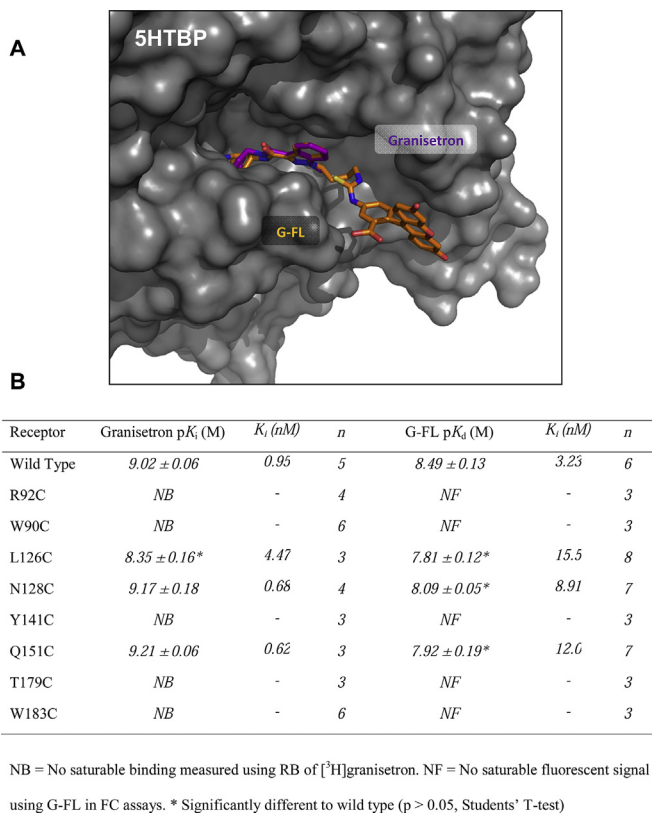 A
5HTBP
Granisetron
G-FL
B
Receptor Granisetron pKi (M) Ki (nM) n G-FL pKd (M) Ki (nM) n
Wild Type 9.02 ± 0.06 0.95 5 8.49 ± 0.13 3.23 6
R92C NB - 4 NF - 3
W90C NB - 6 NF - 3
L126C 8.35 ± 0.16* 4.47 3 7.81 ± 0.12* 15.5 8
N128C 9.17 ± 0.18 0.68 4 8.09 ± 0.05* 8.91 7
Y141C NB - 3 NF - 3
Q151C 9.21 ± 0.06 0.62 3 7.92 ± 0.19* 12.0 7
T179C NB - 3 NF - 3
W183C NB - 6 NF - 3
NB = No saturable binding measured using RB of [³H]granisetron. NF = No saturable fluorescent signal
using G-FL in FC assays. * Significantly different to wild type (p > 0.05, Students’ T-test)